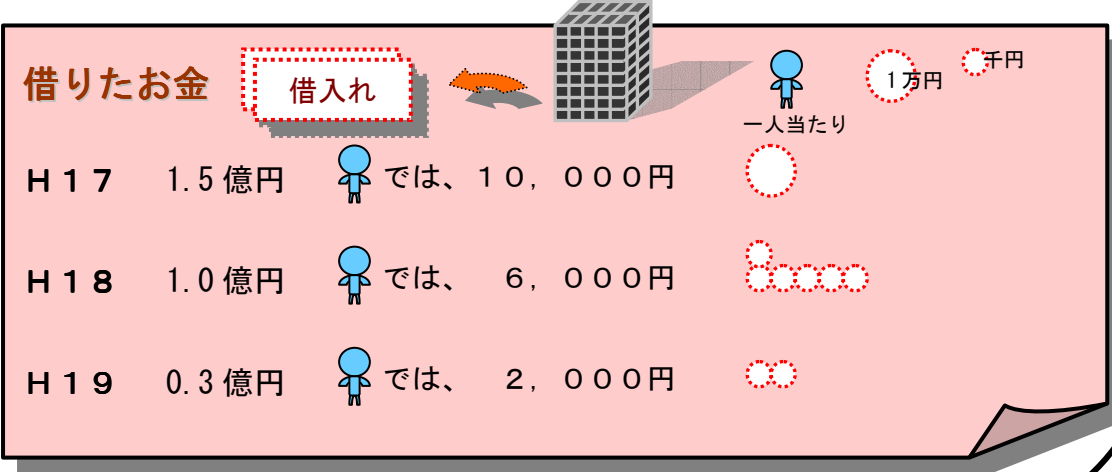 借りたお金
借入れ
１万円
千円
一人当たり
Ｈ１７ 1.5億円 では、１０，０００円
Ｈ１８ 1.0億円 では、 ６，０００円
Ｈ１９ 0.3億円 では、 ２，０００円